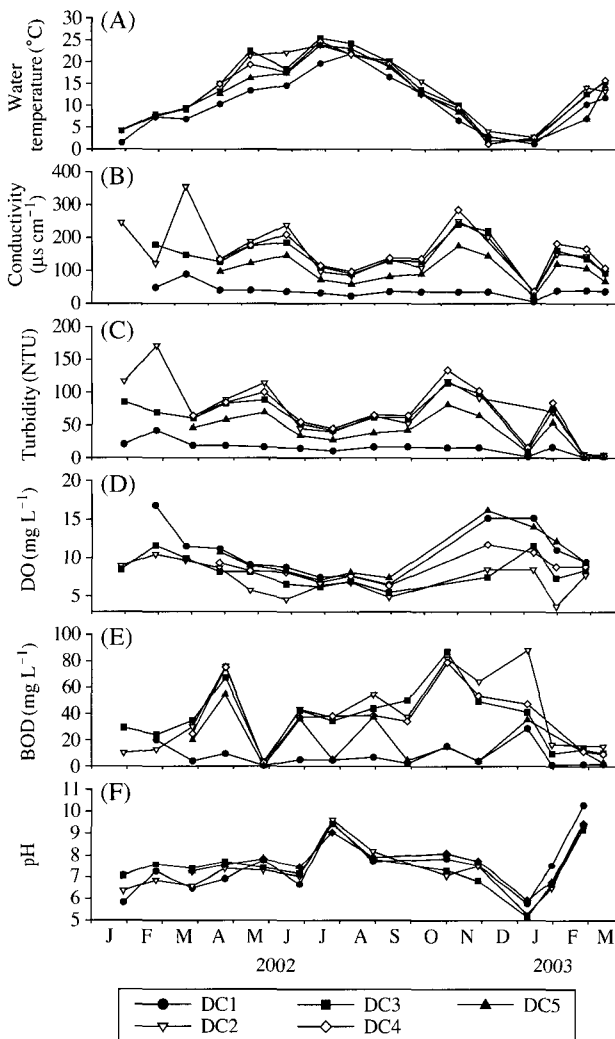 (A)
Water
temperature (°C)
30
25
20
15
10
5
0
(B)
Conductivity
(μs cm⁻¹)
400
300
200
100
0
(C)
Turbidity (NTU)
200
150
100
50
0
(D)
DO (mg L⁻¹)
20
15
10
5
(E)
BOD (mg L⁻¹)
100
80
60
40
20
0
(F)
pH
11
10
9
8
7
6
5
J F M A M J J A S O N D J F M
2002 2003
DC1 DC3 DC5
DC2 DC4